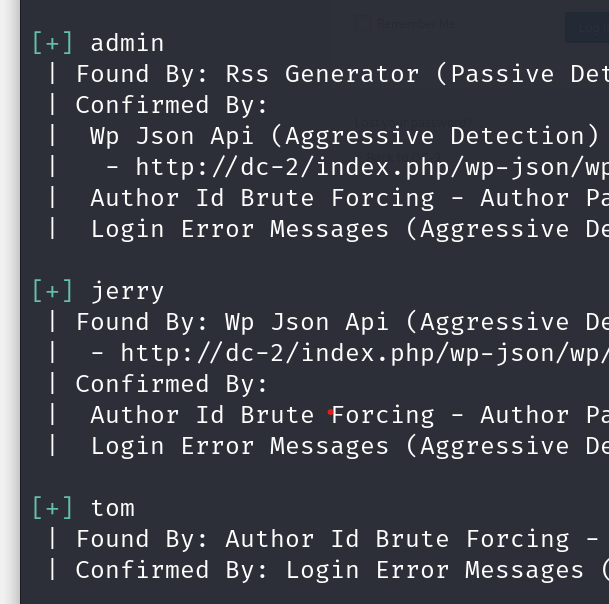 Remember Me
[+] admin
| Found By: Rss Generator (Passive Det
| Confirmed By:
| Wp Json Api (Aggressive Detection)
| - http://dc-2/index.php/wp-json/wp
| Author Id Brute Forcing - Author Pa
| Login Error Messages (Aggressive De
[+] jerry
| Found By: Wp Json Api (Aggressive De
| - http://dc-2/index.php/wp-json/wp/
| Confirmed By:
| Author Id Brute Forcing - Author Pa
| Login Error Messages (Aggressive De
[+] tom
| Found By: Author Id Brute Forcing -
| Confirmed By: Login Error Messages (